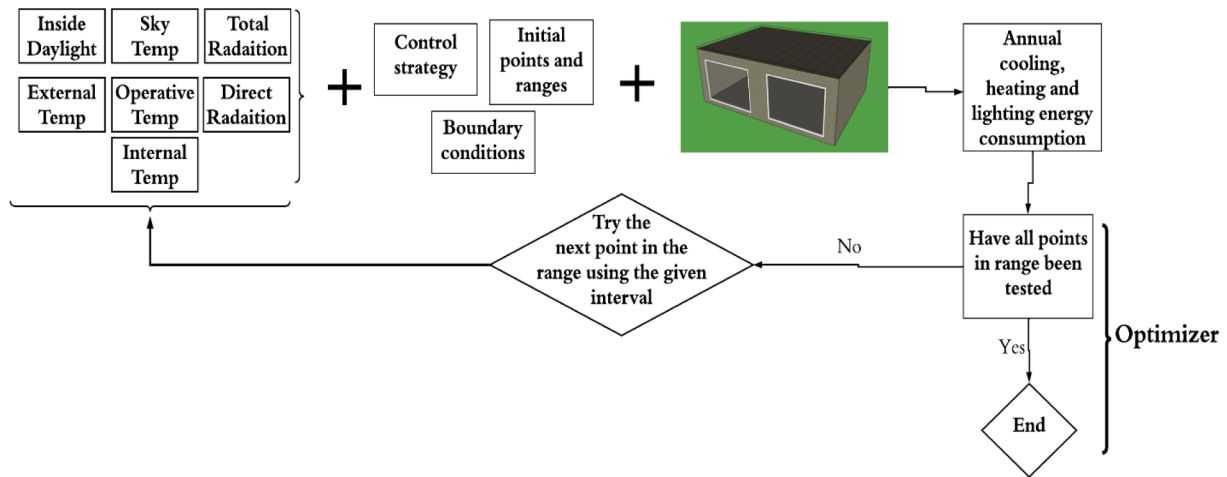 Inside
Daylight
Sky
Temp
Total
Radaition
External
Temp
Operative
Temp
Direct
Radaition
Internal
Temp
+
Control
strategy
Initial
points and
ranges
Boundary
conditions
+
Annual
cooling,
heating and
lighting energy
consumption
Try the
next point in the
range using the given
interval
No
Have all points
in range been
tested
Yes
Optimizer
End